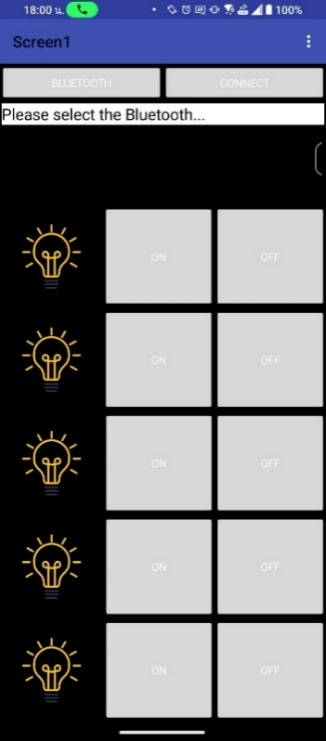 18:00 น. 100%
Screen1
BLUETOOTH CONNECT
Please select the Bluetooth...
ON OFF
ON OFF
ON OFF
ON OFF
ON OFF